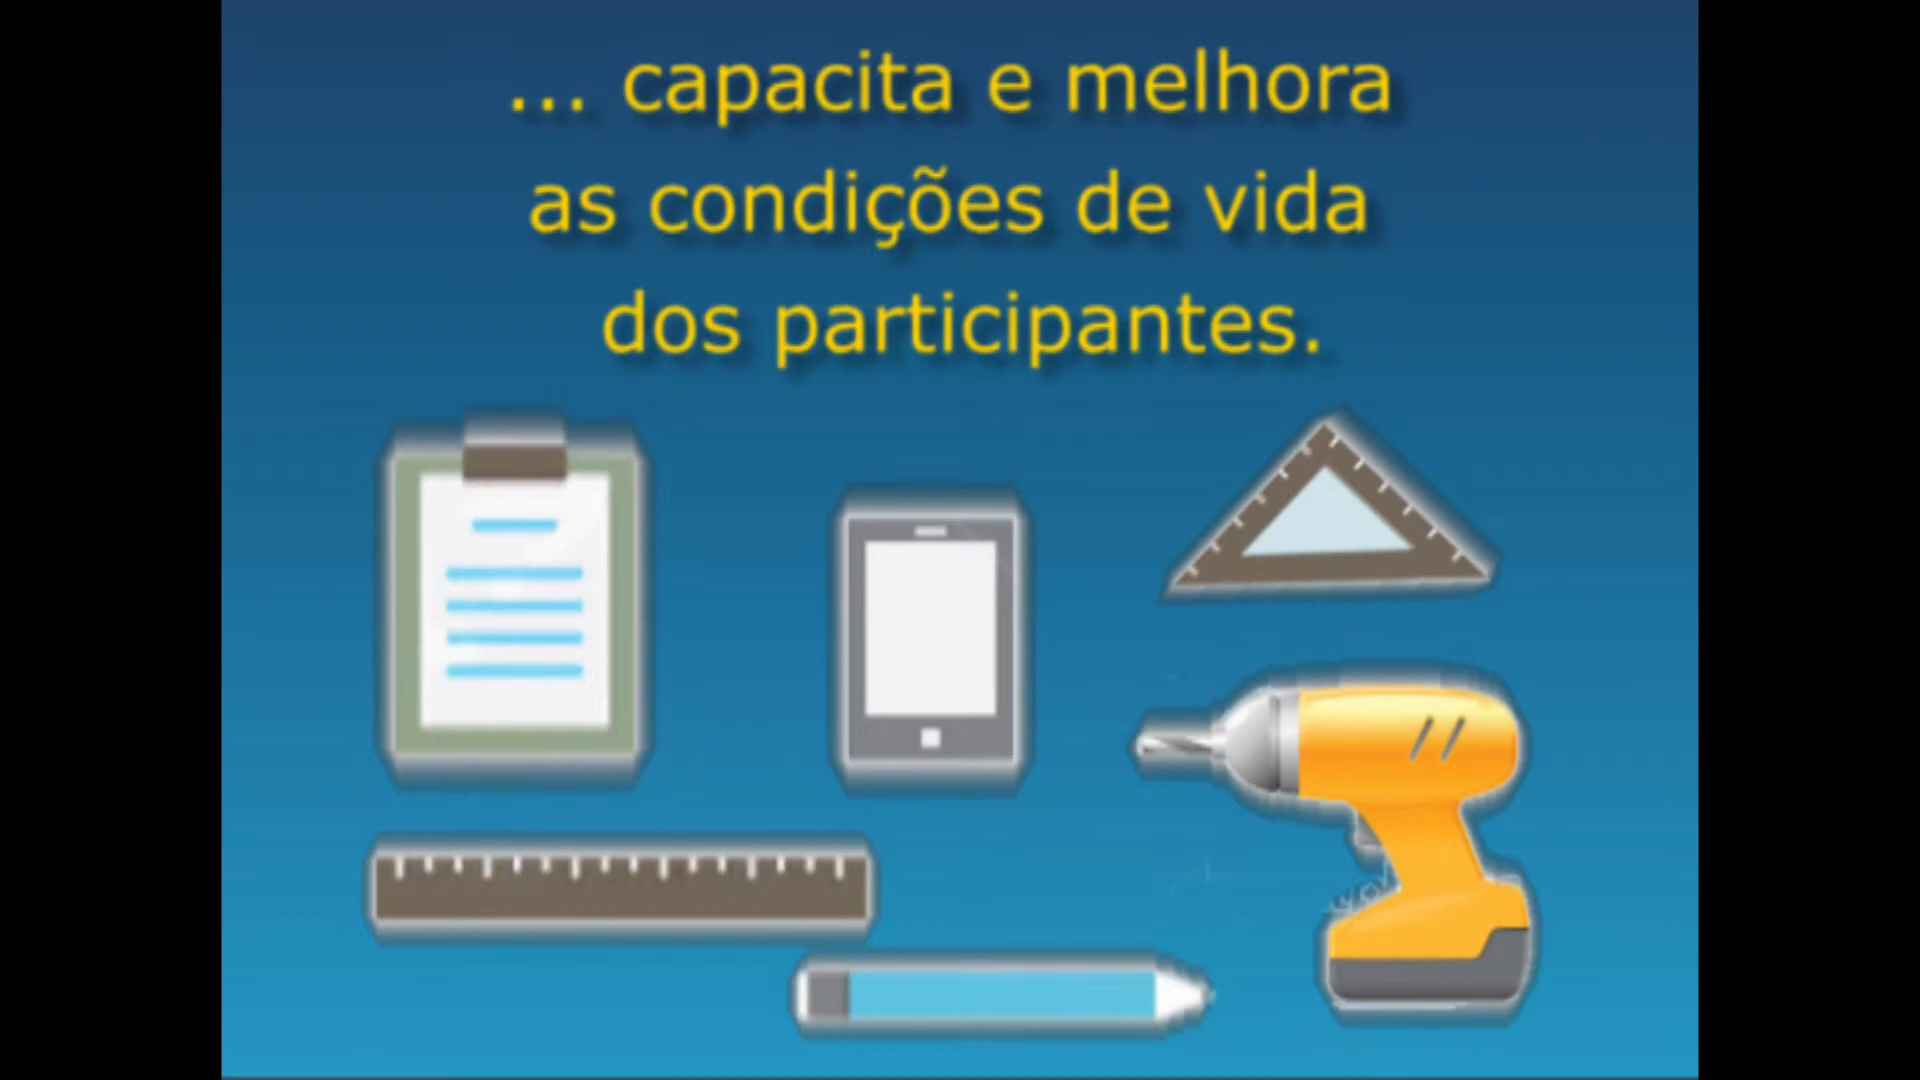 ... capacita e melhora
as condições de vida
dos participantes.